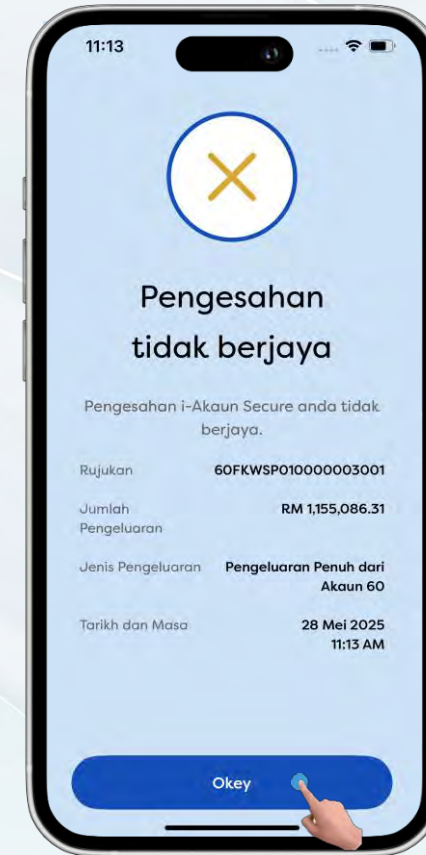 11:13
Pengesahan
tidak berjaya
Pengesahan i-Akaun Secure anda tidak
berjaya.
Rujukan 60FKWSP010000003001
Jumlah
Pengeluaran RM 1,155,086.31
Jenis Pengeluaran Pengeluaran Penuh dari
Akaun 60
Tarikh dan Masa 28 Mei 2025
11:13 AM
Okey